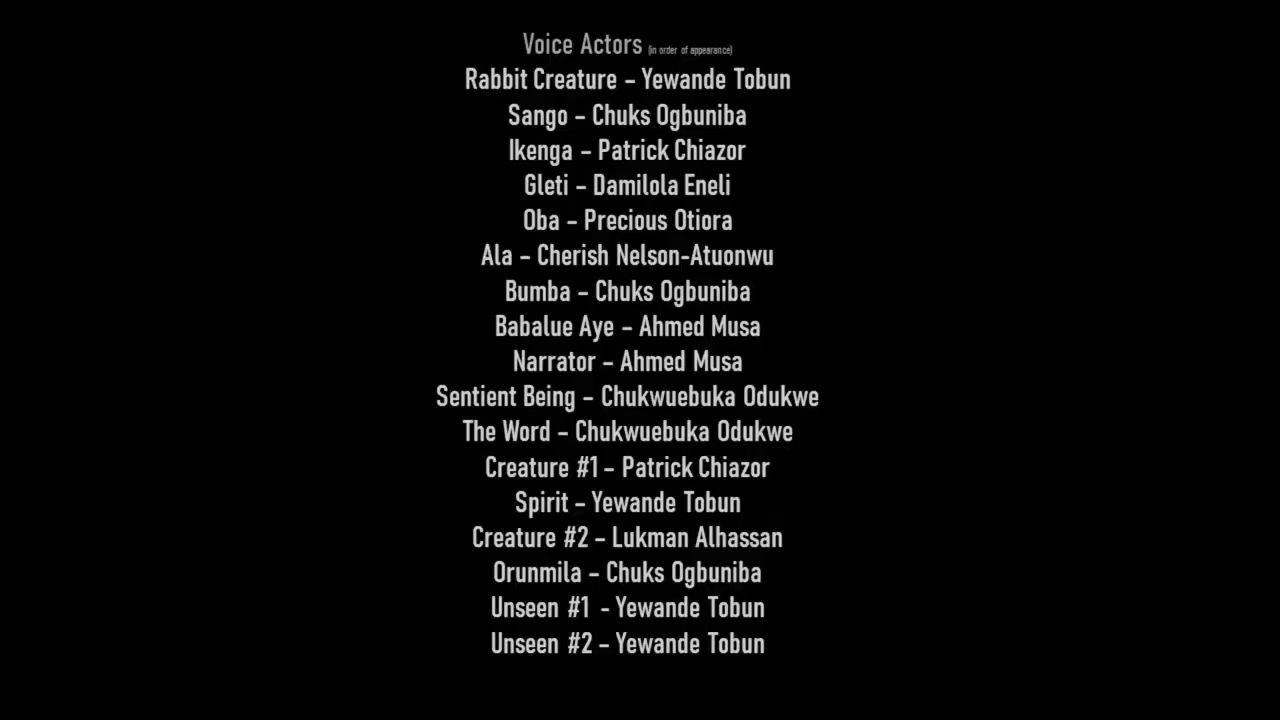 Voice Actors (in order of appearance)
Rabbit Creature – Yewande Tobun
Sango – Chuks Ogbuniba
Ikenga – Patrick Chiazor
Gleti – Damilola Eneli
Oba – Precious Otiora
Ala – Cherish Nelson-Atuonwu
Bumba – Chuks Ogbuniba
Babalue Aye – Ahmed Musa
Narrator – Ahmed Musa
Sentient Being – Chukwuebuka Odukwe
The Word – Chukwuebuka Odukwe
Creature #1 – Patrick Chiazor
Spirit – Yewande Tobun
Creature #2 – Lukman Alhassan
Orunmila – Chuks Ogbuniba
Unseen #1 - Yewande Tobun
Unseen #2 – Yewande Tobun